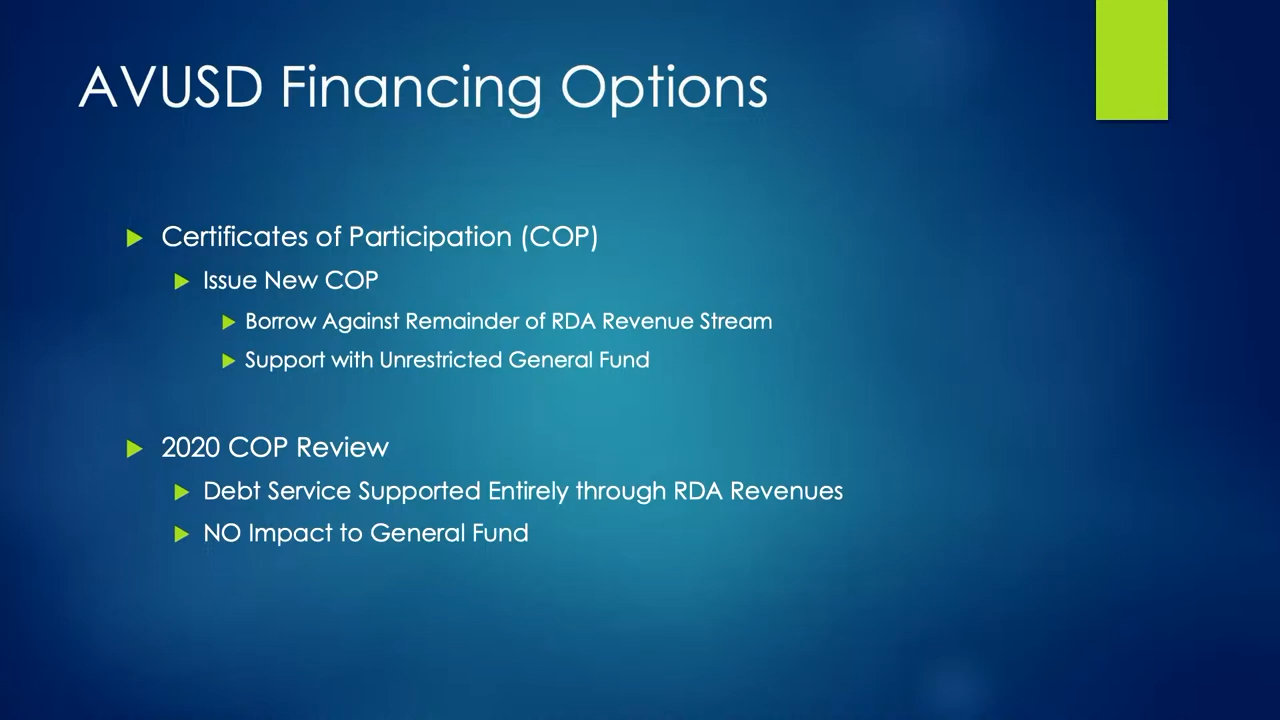 AVUSD Financing Options
Certificates of Participation (COP)
Issue New COP
Borrow Against Remainder of RDA Revenue Stream
Support with Unrestricted General Fund
2020 COP Review
Debt Service Supported Entirely through RDA Revenues
NO Impact to General Fund